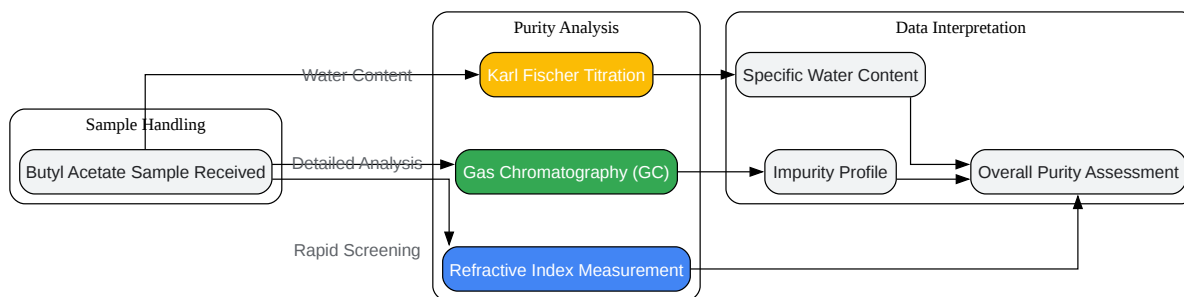 Purity Analysis
Data Interpretation
Water Content
Karl Fischer Titration
Specific Water Content
Sample Handling
Butyl Acetate Sample Received
Detailed Analysis
Gas Chromatography (GC)
Impurity Profile
Overall Purity Assessment
Rapid Screening
Refractive Index Measurement